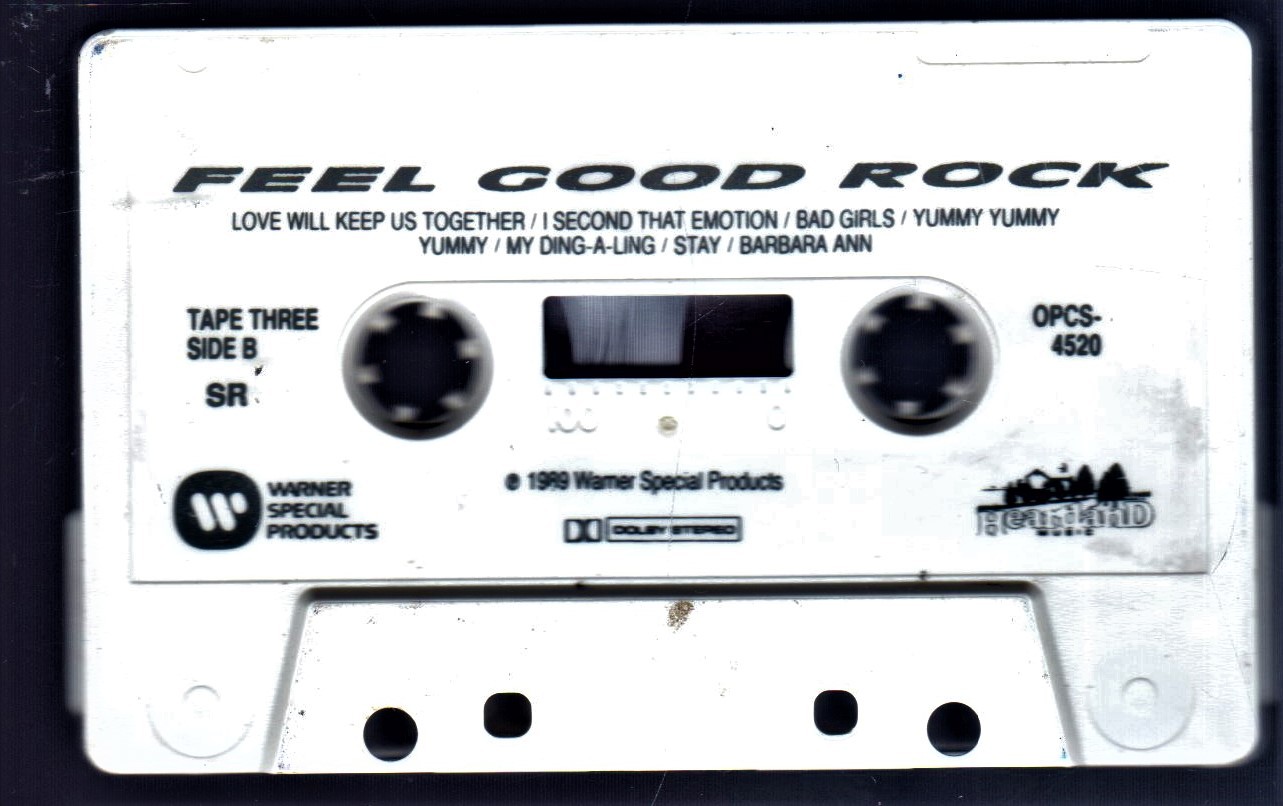 FEEL GOOD ROCK
LOVE WILL KEEP US TOGETHER / I SECOND THAT EMOTION / BAD GIRLS / YUMMY YUMMY
YUMMY / MY DING-A-LING / STAY / BARBARA ANN
TAPE THREE
SIDE B
SR
OPCS-
4520
100 0
WARNER
SPECIAL
PRODUCTS
℗ 1989 Warner Special Products
DOLBY STEREO
HeartlanD
MUSIC